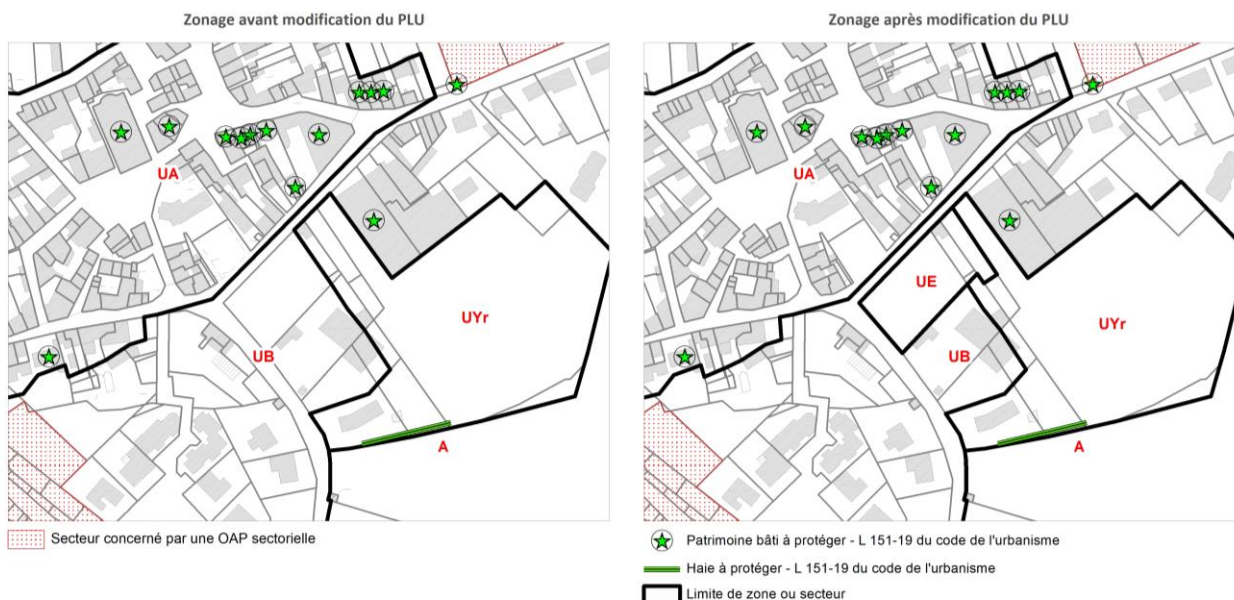 Zonage avant modification du PLU
UA
UB
UYr
A
Secteur concerné par une OAP sectorielle
Zonage après modification du PLU
UA
UE
UB
UYr
A
Patrimoine bâti à protéger - L 151-19 du code de l'urbanisme
Haie à protéger - L 151-19 du code de l'urbanisme
Limite de zone ou secteur